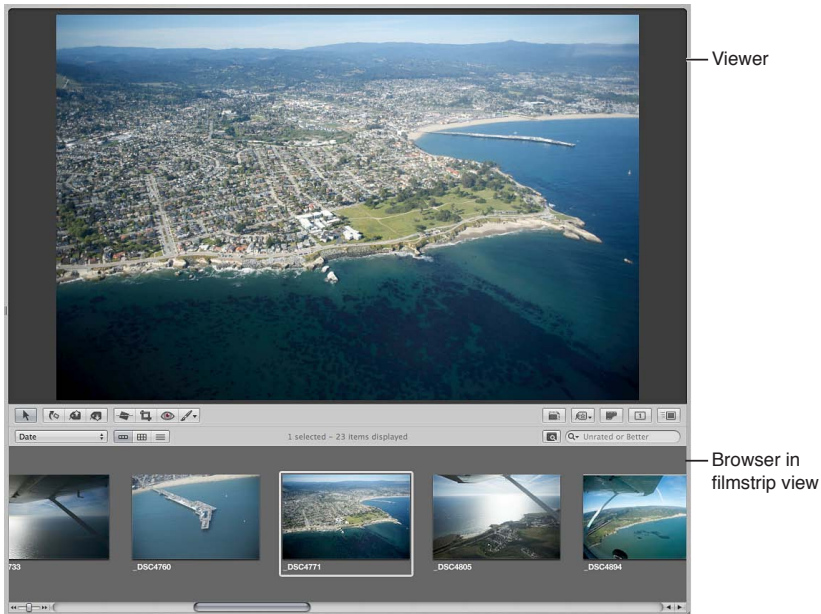 Viewer
Date
1 selected – 23 items displayed
Unrated or Better
Browser in
filmstrip view
733
_DSC4760
_DSC4771
_DSC4805
_DSC4894